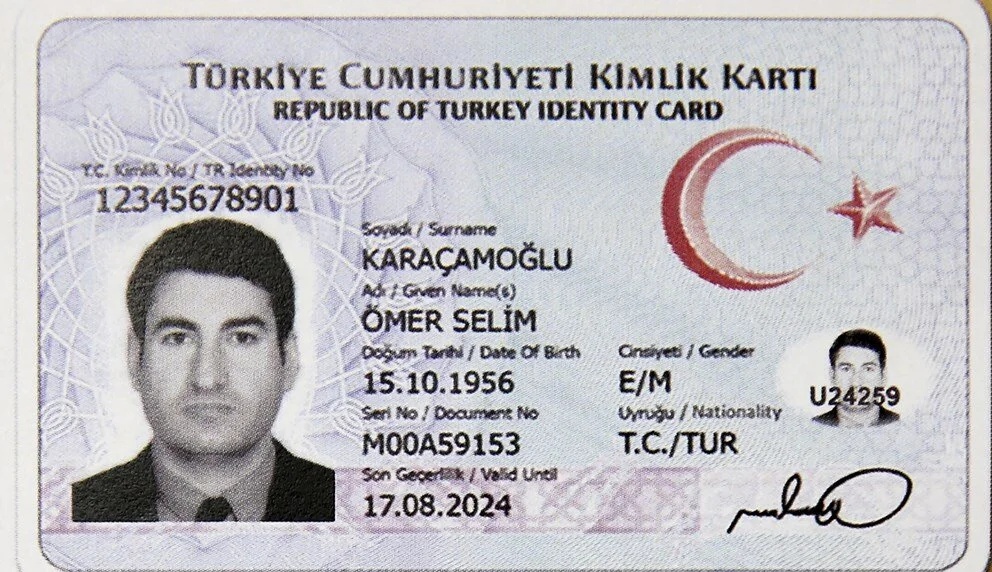 TÜRKİYE CUMHURİYETİ KİMLİK KARTI
REPUBLIC OF TURKEY IDENTITY CARD
T.C. Kimlik No / TR Identity No
12345678901
Soyadı / Surname
KARAÇAMOĞLU
Adı / Given Name(s)
ÖMER SELİM
Doğum Tarihi / Date Of Birth
Cinsiyeti / Gender
15.10.1956
E/M
U24259
Seri No / Document No
Uyruğu / Nationality
M00A59153
T.C./TUR
Son Geçerlilik / Valid Until
17.08.2024